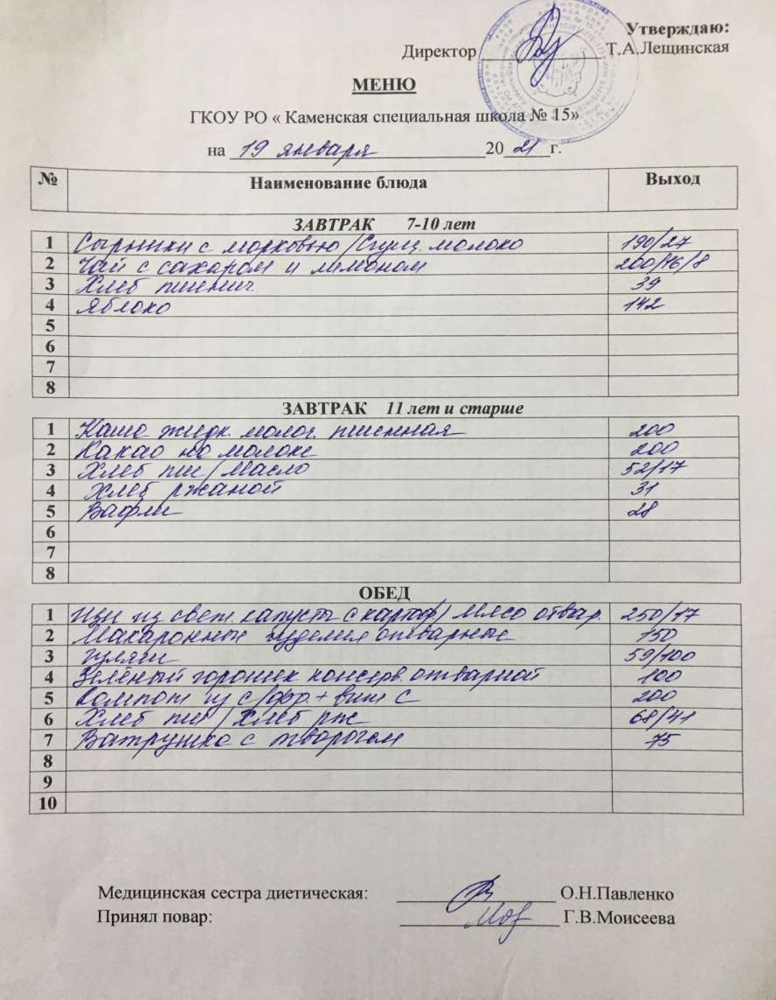 Утверждаю:
Директор Т.А.Лещинская
МЕНЮ
ГКОУ РО « Каменская специальная школа № 15»
на 19 января 2021 г.
№ Наименование блюда Выход
ЗАВТРАК 7-10 лет
1 Сырники с морковью /Сгущ. молоко 190/27
2 Чай с сахаром и лимоном 200/16/8
3 Хлеб пшенич. 39
4 Яблоко 142
5
6
7
8
ЗАВТРАК 11 лет и старше
1 Каша жидк. молоч. пшенная 200
2 Какао на молоке 200
3 Хлеб пш/Масло 52/17
4 Хлеб ржаной 31
5 Вафли 28
6
7
8
ОБЕД
1 Щи из свеж. капусты с картоф/ Мясо отвар. 250/17
2 Макаронные изделия отварные 150
3 гуляш 59/100
4 Зелёный горошек консерв. отварной 100
5 Компот из с/фр.+ вит С 200
6 Хлеб пш /Хлеб рж 68/41
7 Ватрушка с творогом 75
8
9
10
Медицинская сестра диетическая: О.Н.Павленко
Принял повар: Г.В.Моисеева